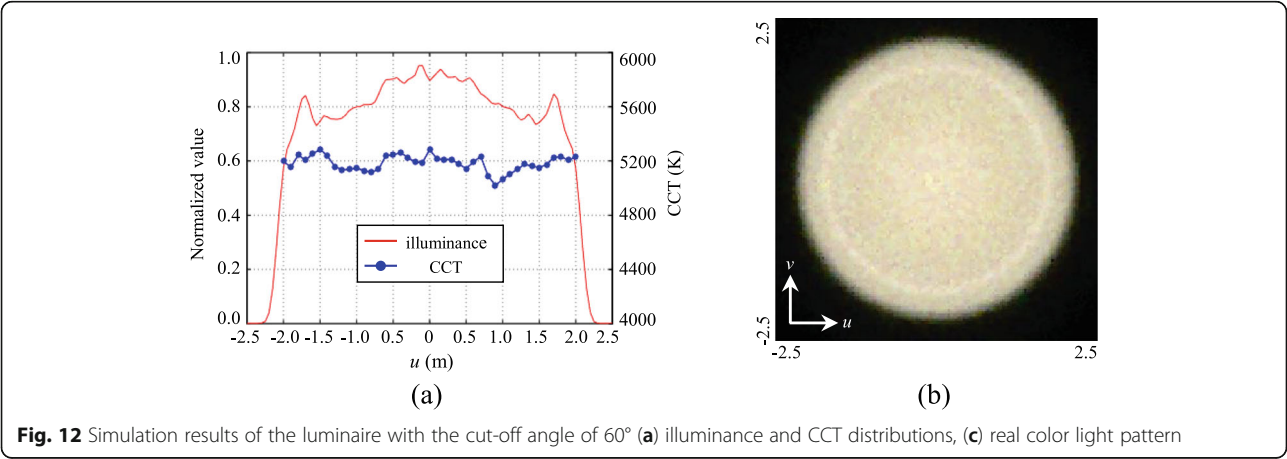 1.0
0.8
0.6
0.4
0.2
0.0
Normalized value
6000
5600
5200
4800
4400
4000
CCT (K)
illuminance
CCT
-2.5 -2.0 -1.5 -1.0 -0.5 0 0.5 1.0 1.5 2.0 2.5
u (m)
(a)
2.5
-2.5
v
u
-2.5 2.5
(b)
Fig. 12 Simulation results of the luminaire with the cut-off angle of 60° (a) illuminance and CCT distributions, (c) real color light pattern